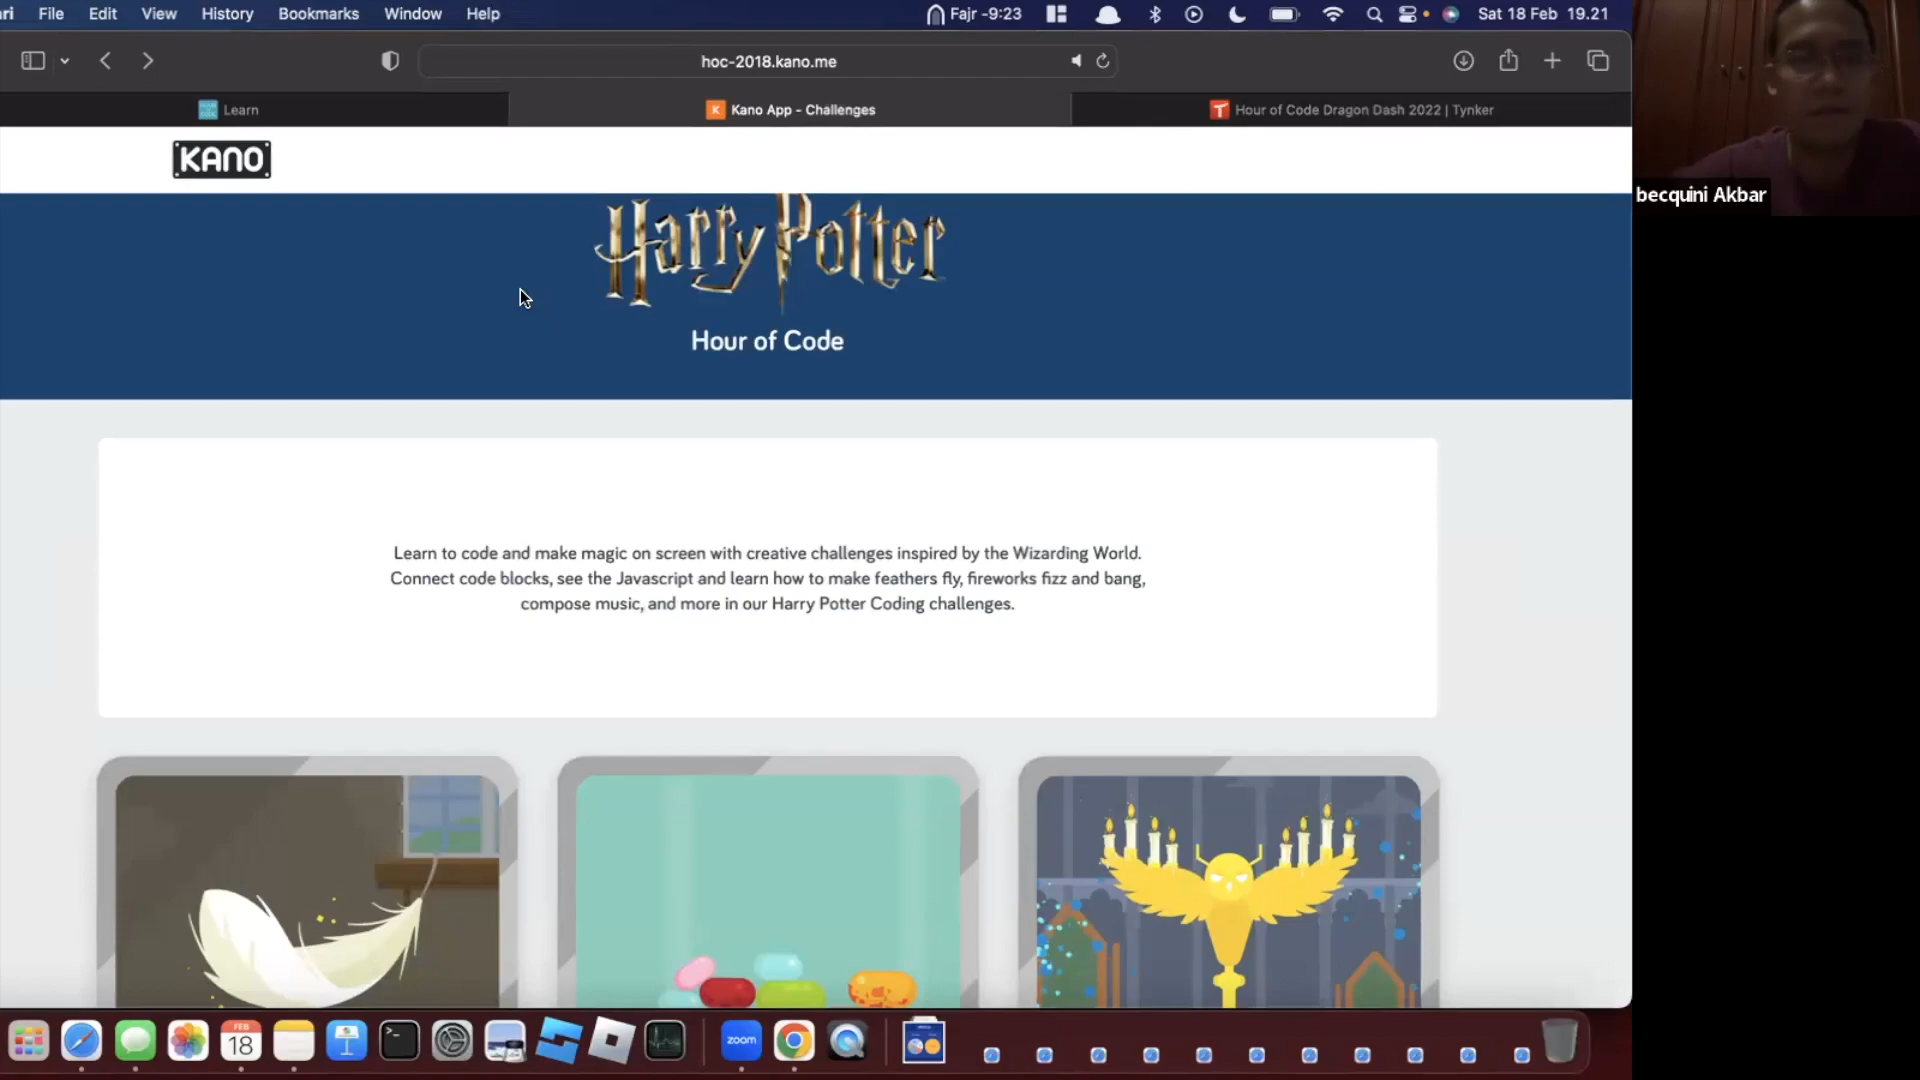 ri File Edit View History Bookmarks Window Help Fajr -9:23 Sat 18 Feb 19.21
hoc-2018.kano.me
Learn
K Kano App - Challenges
T Hour of Code Dragon Dash 2022 | Tynker
KANO
becquini Akbar
Harry Potter
Hour of Code
Learn to code and make magic on screen with creative challenges inspired by the Wizarding World.
Connect code blocks, see the Javascript and learn how to make feathers fly, fireworks fizz and bang,
compose music, and more in our Harry Potter Coding challenges.
FEB
18
zoom